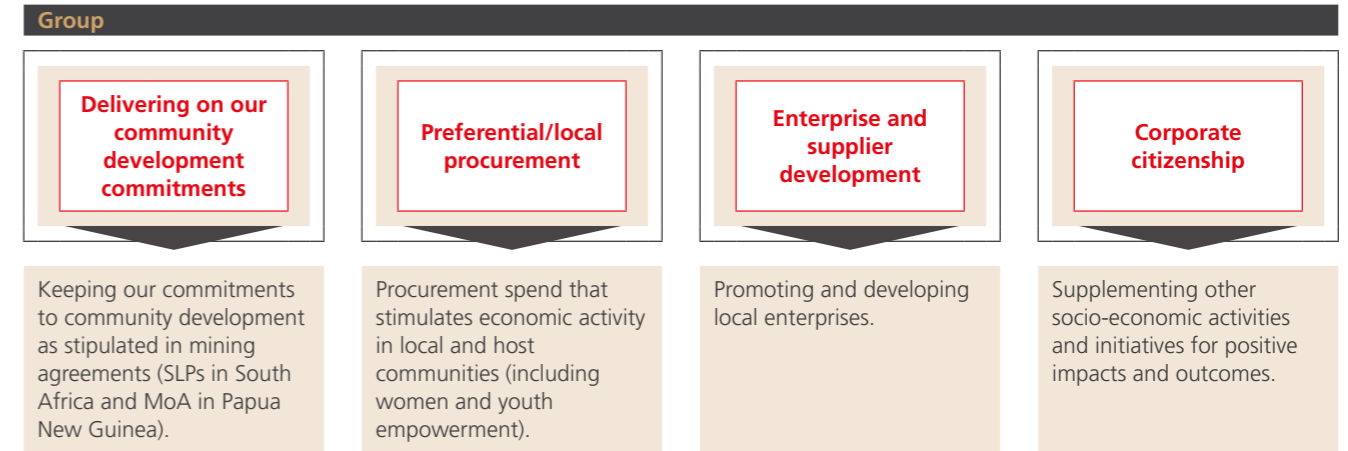 Group
Delivering on our
community
development
commitments
Keeping our commitments
to community development
as stipulated in mining
agreements (SLPs in South
Africa and MoA in Papua
New Guinea).
Preferential/local
procurement
Procurement spend that
stimulates economic activity
in local and host
communities (including
women and youth
empowerment).
Enterprise and
supplier
development
Promoting and developing
local enterprises.
Corporate
citizenship
Supplementing other
socio-economic activities
and initiatives for positive
impacts and outcomes.